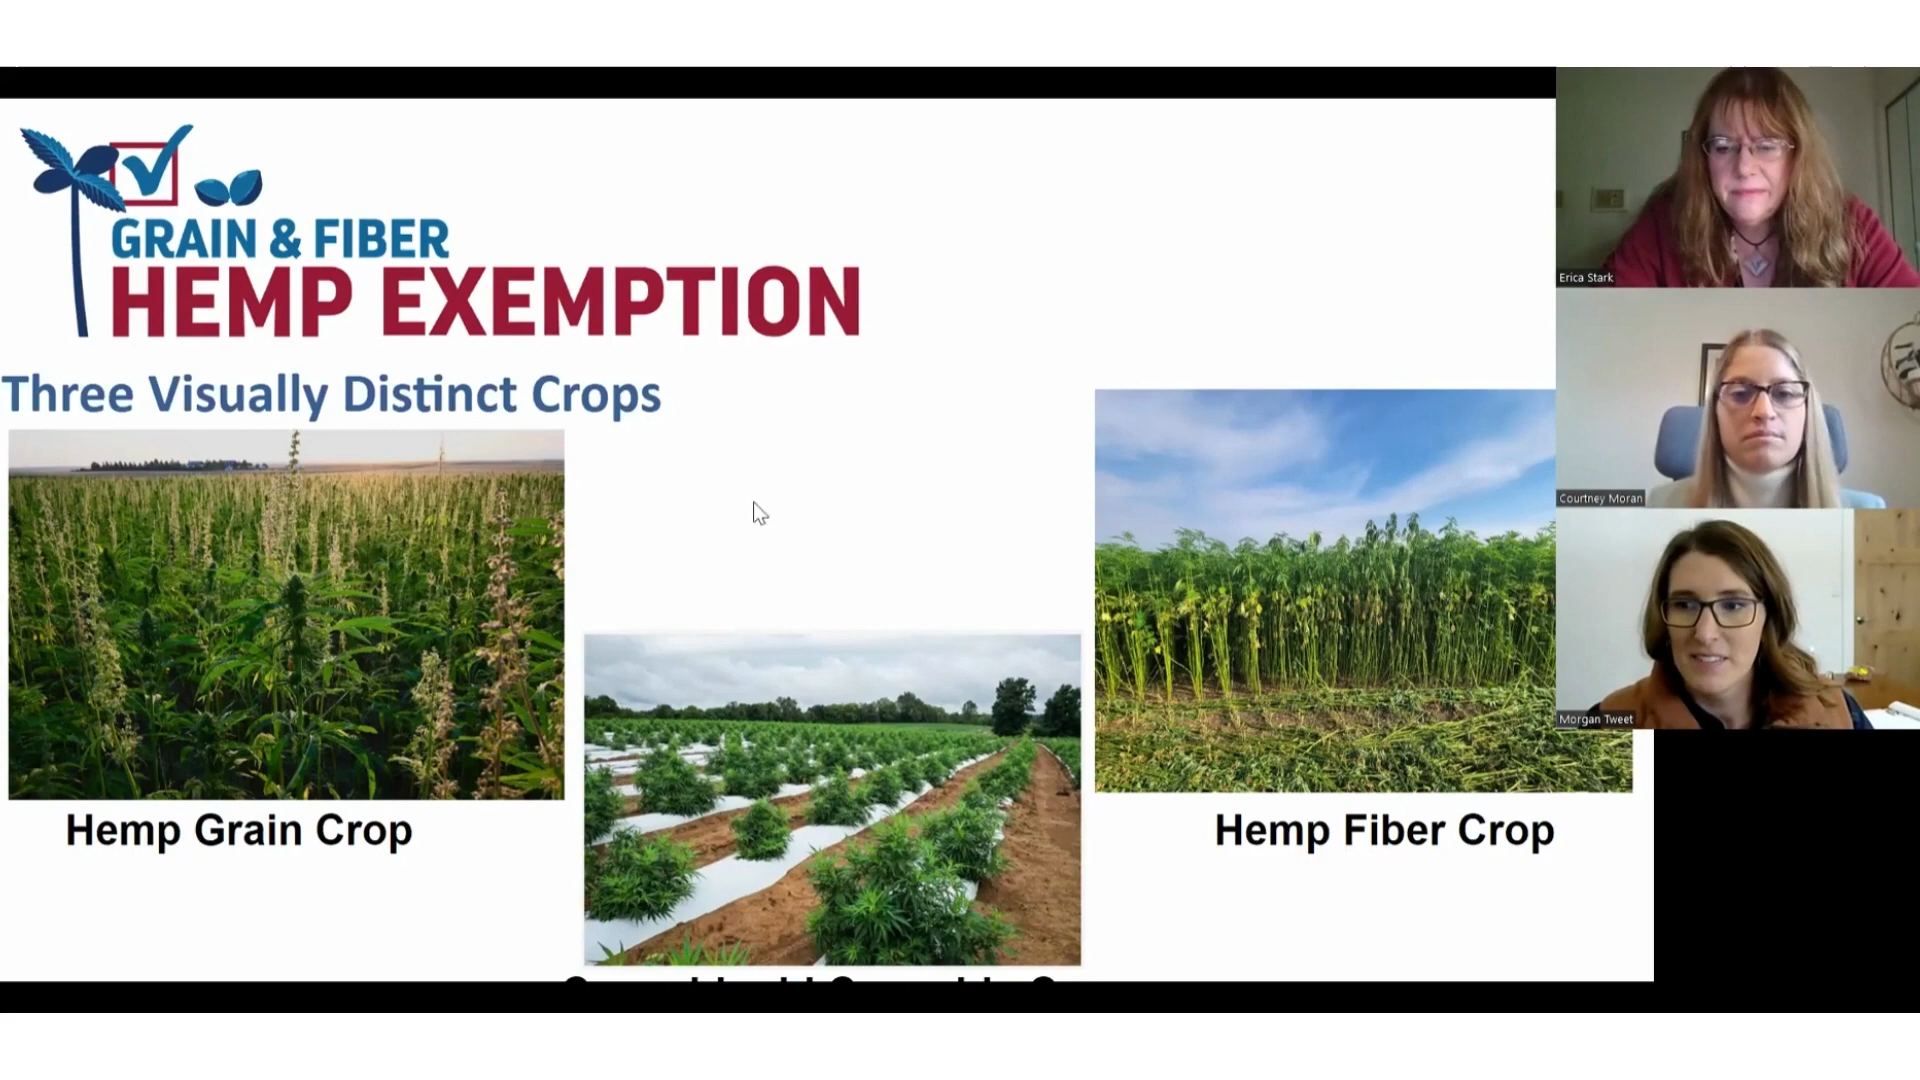 GRAIN & FIBER
HEMP EXEMPTION
Three Visually Distinct Crops
Hemp Grain Crop
Hemp Fiber Crop
Erica Stark
Courtney Moran
Morgan Tweet